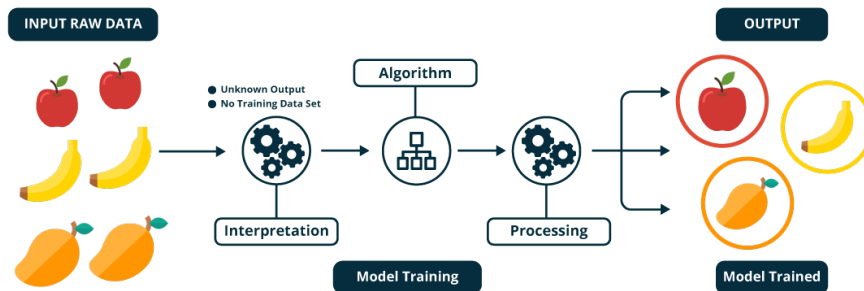 INPUT RAW DATA
OUTPUT
Algorithm
Unknown Output
No Training Data Set
Interpretation
Processing
Model Training
Model Trained